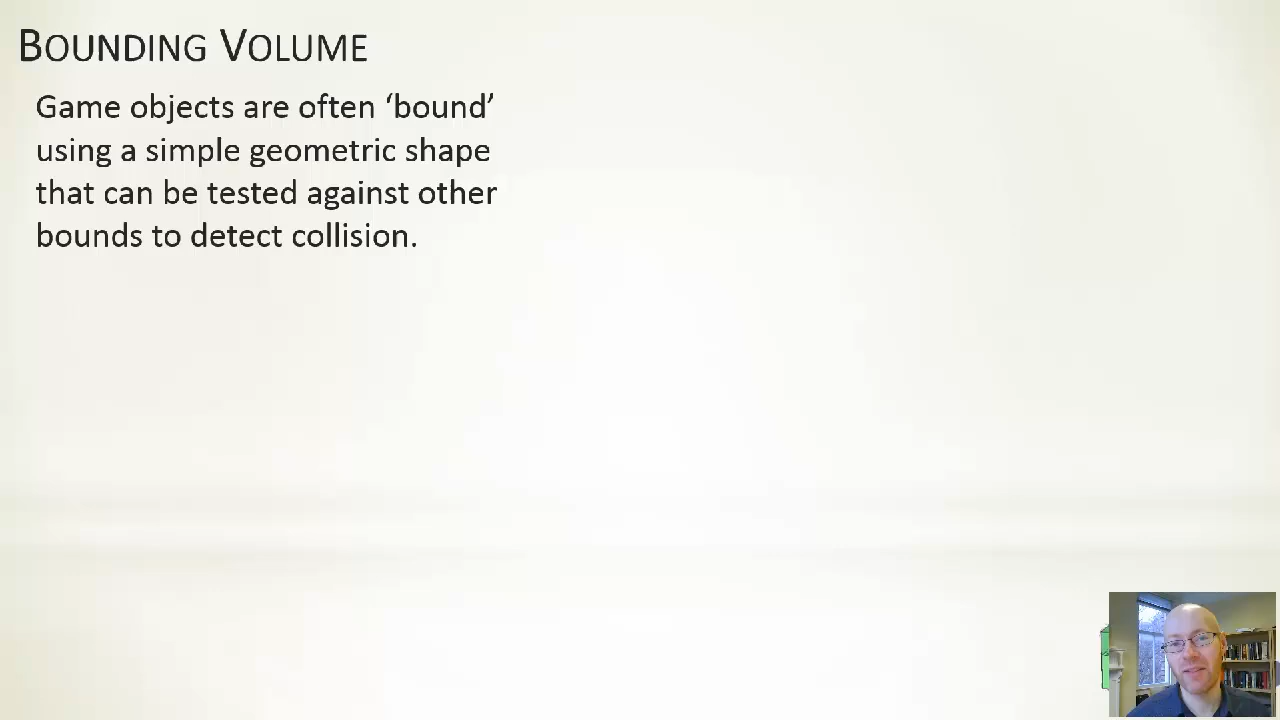 BOUNDING VOLUME
Game objects are often ‘bound’
using a simple geometric shape
that can be tested against other
bounds to detect collision.